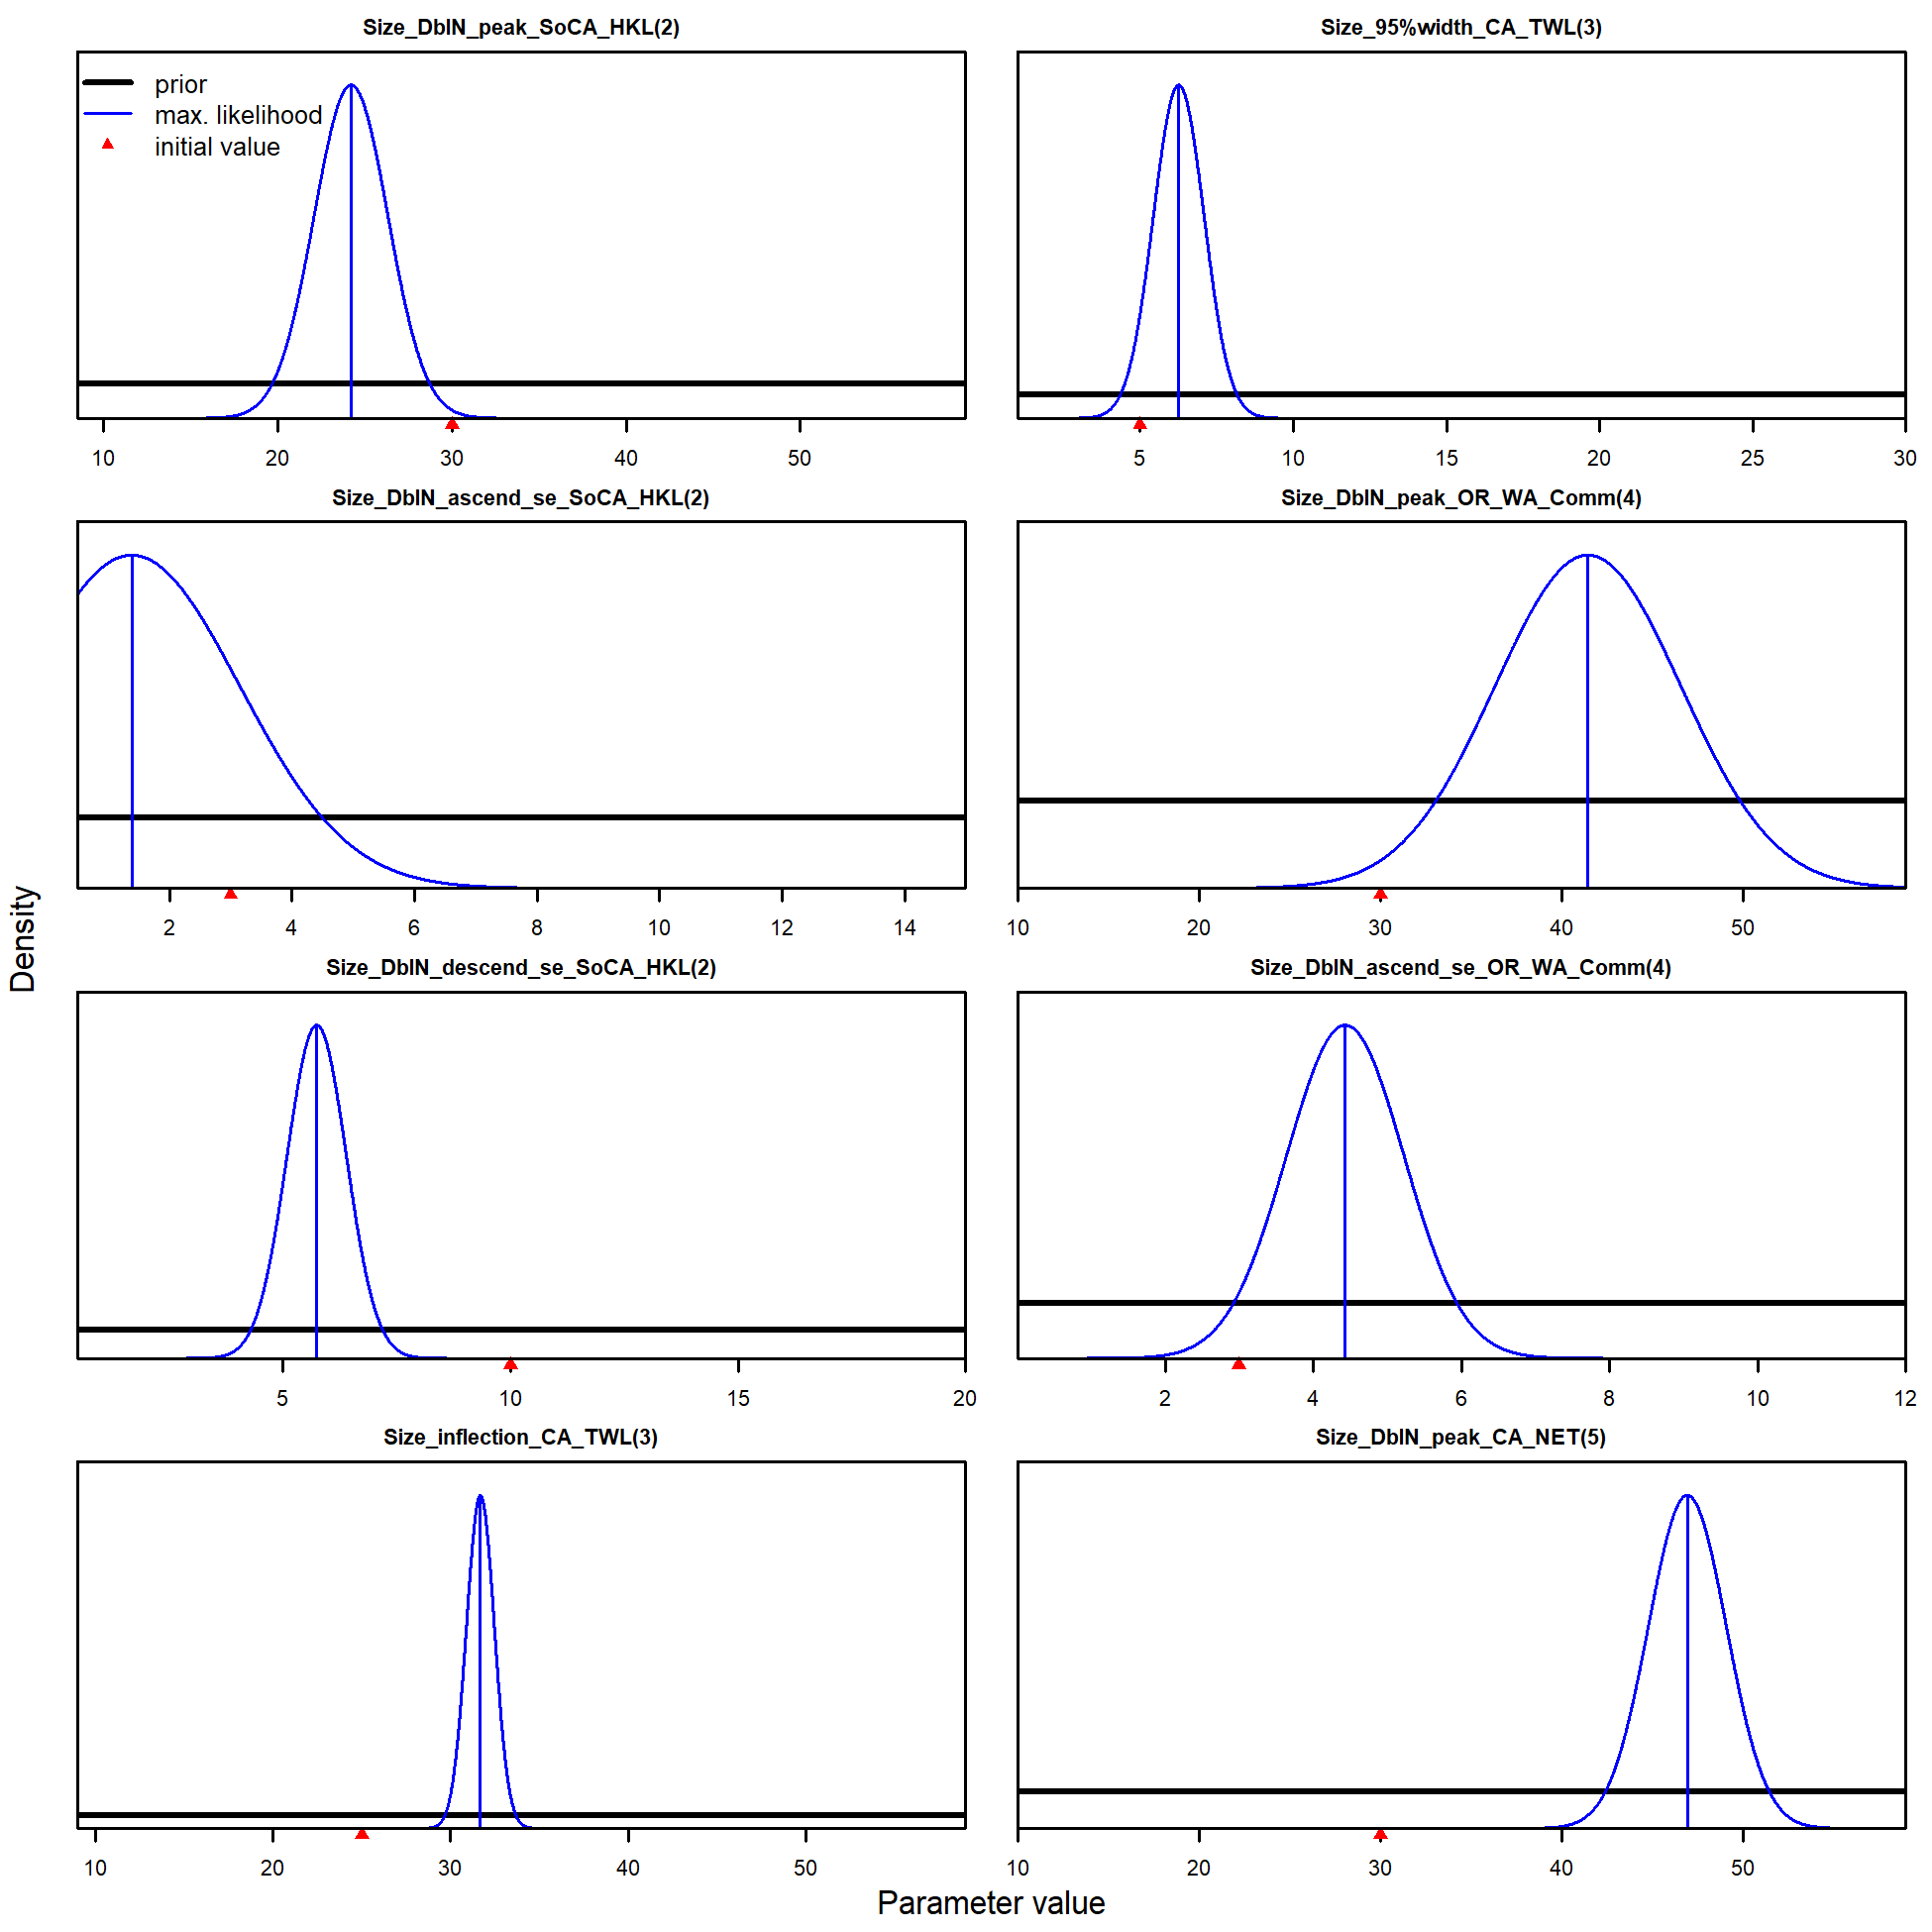 Size_DblN_peak_SoCA_HKL(2)
prior
max. likelihood
initial value
10 20 30 40 50
Size_95%width_CA_TWL(3)
5 10 15 20 25 30
Size_DblN_ascend_se_SoCA_HKL(2)
2 4 6 8 10 12 14
Size_DblN_peak_OR_WA_Comm(4)
10 20 30 40 50
Size_DblN_descend_se_SoCA_HKL(2)
5 10 15 20
Size_DblN_ascend_se_OR_WA_Comm(4)
2 4 6 8 10 12
Size_inflection_CA_TWL(3)
10 20 30 40 50
Size_DblN_peak_CA_NET(5)
10 20 30 40 50
Density
Parameter value